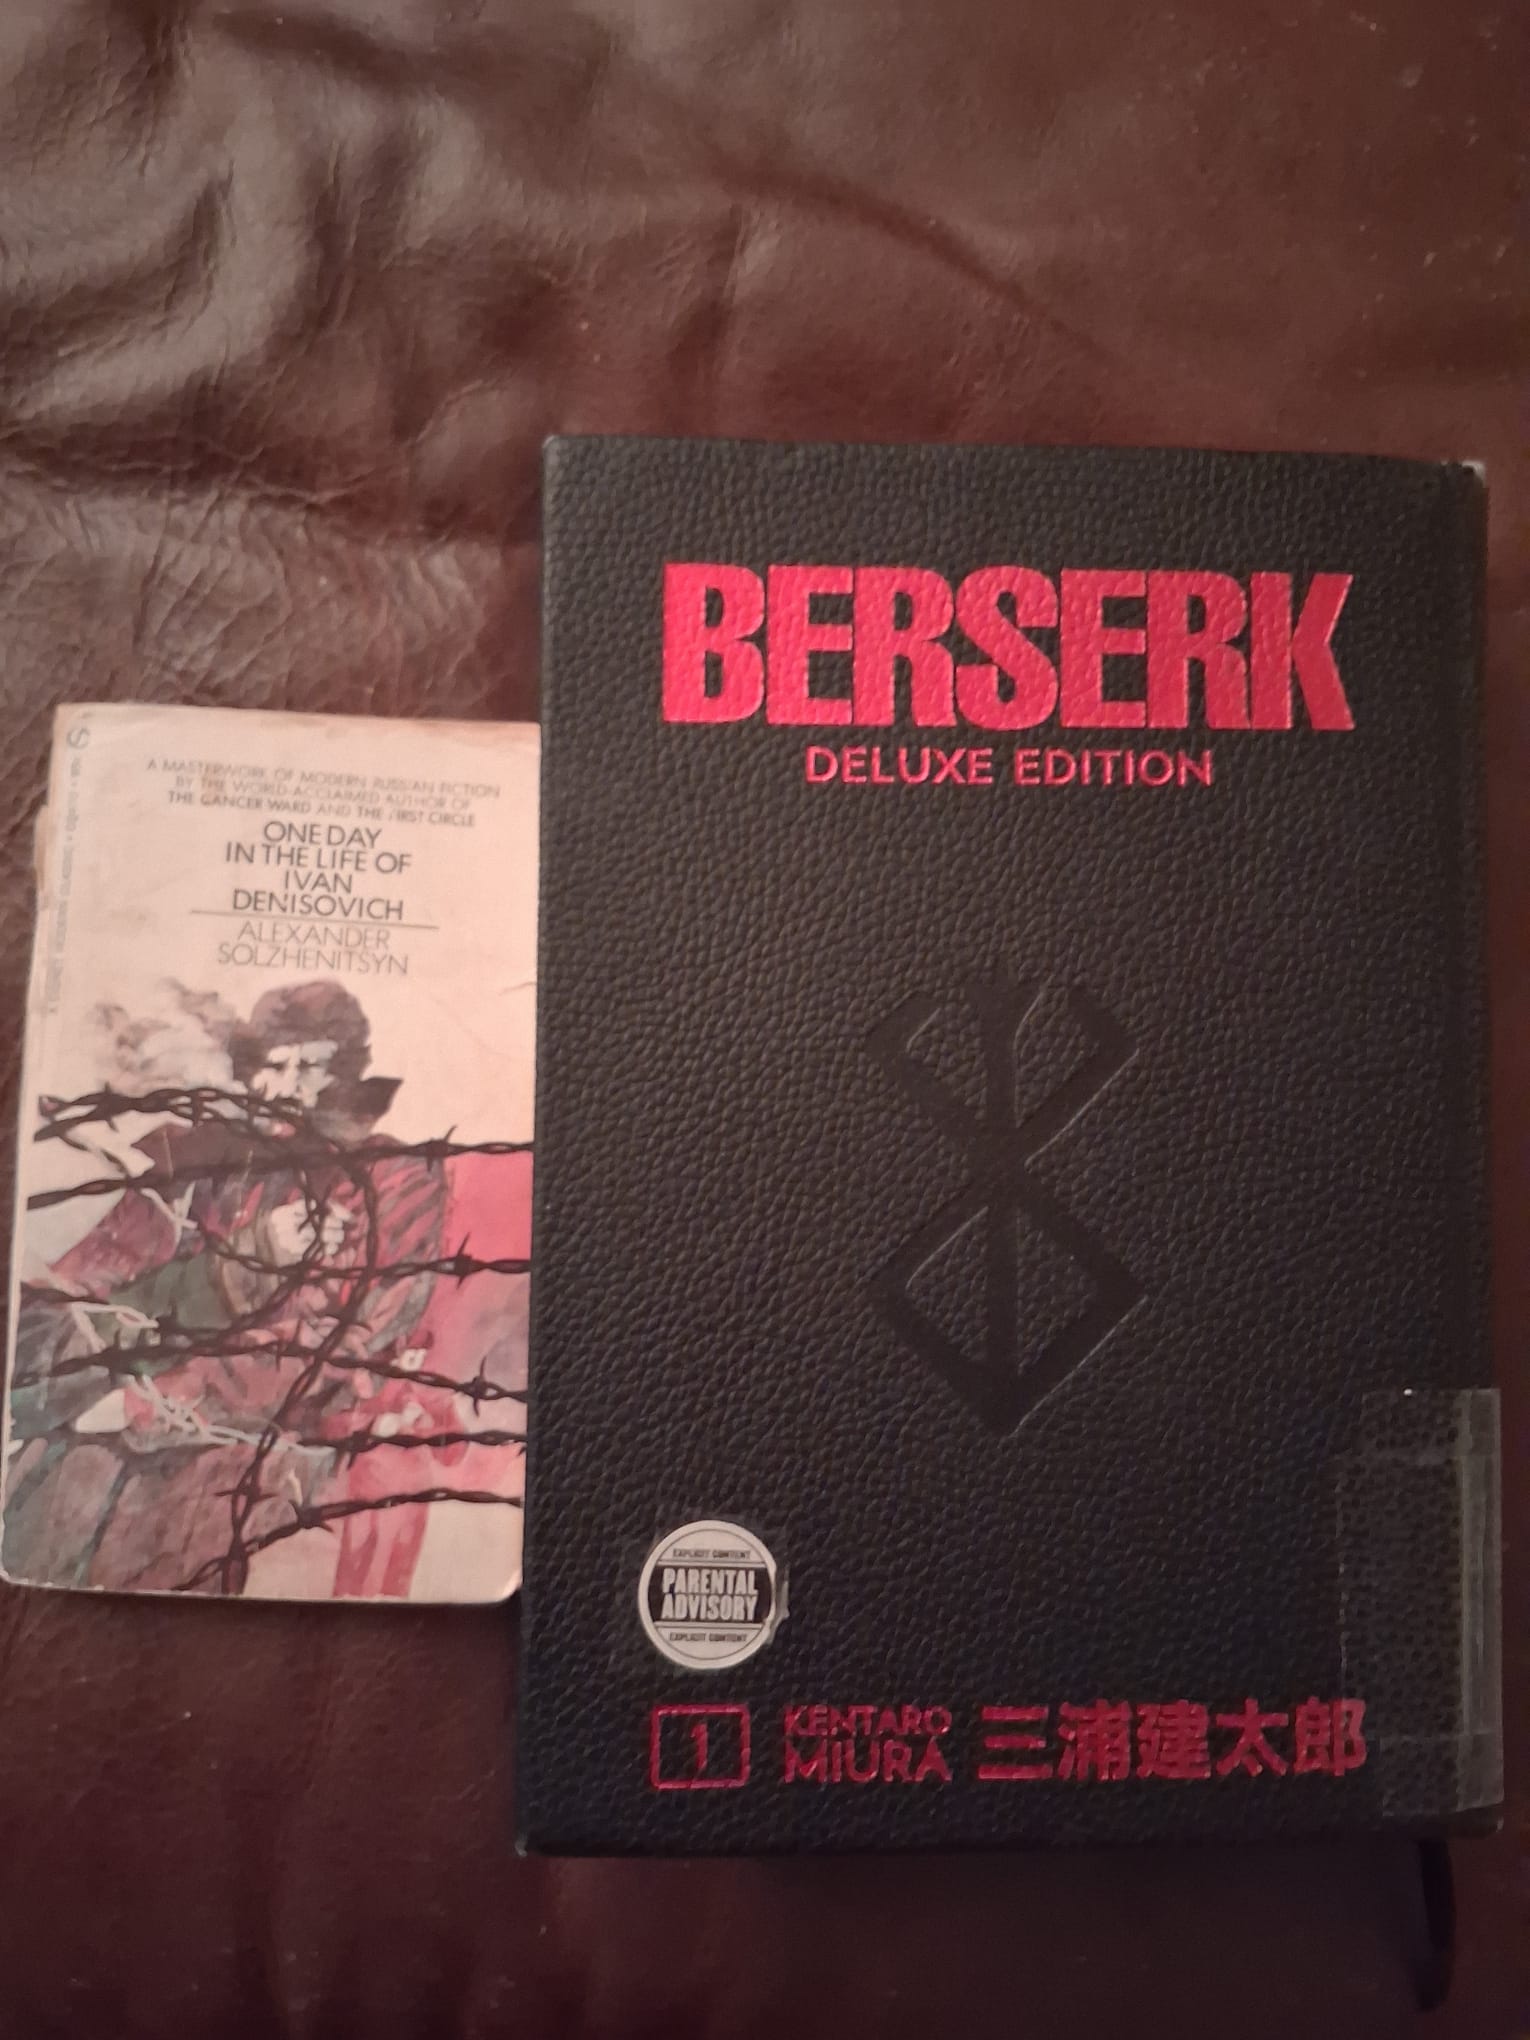 A MASTERWORK OF MODERN RUSSIAN FICTION
BY THE WORLD-ACCLAIMED AUTHOR OF
THE CANCER WARD AND THE FIRST CIRCLE
ONE DAY
IN THE LIFE OF
IVAN
DENISOVICH
ALEXANDER
SOLZHENITSYN
BERSERK
DELUXE EDITION
EXPLICIT CONTENT
PARENTAL
ADVISORY
EXPLICIT CONTENT
1
KENTARO
MIURA
三浦建太郎